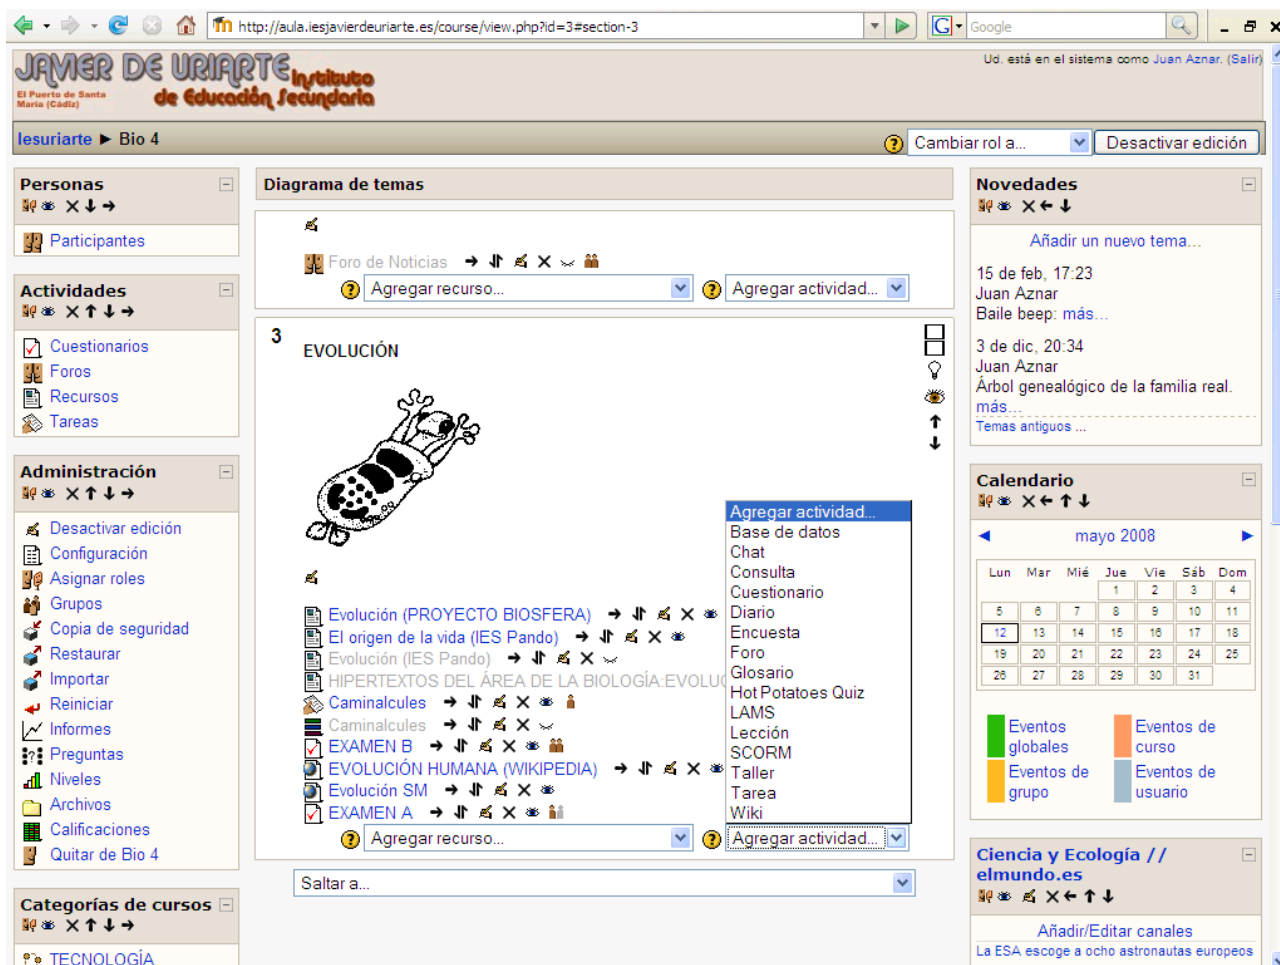 http://aula.iesjavierdeuriarte.es/course/view.php?id=3#section-3
Google
JAVIER DE URIARTE Instituto
El Puerto de Santa
María (Cádiz)
de Educación Secundaria
Ud. está en el sistema como Juan Aznar. (Salir)
Iesuriarte ► Bio 4
Cambiar rol a...
Desactivar edición
Personas
Participantes
Actividades
Cuestionarios
Foros
Recursos
Tareas
Administración
Desactivar edición
Configuración
Asignar roles
Grupos
Copia de seguridad
Restaurar
Importar
Reiniciar
Informes
Preguntas
Niveles
Archivos
Calificaciones
Quitar de Bio 4
Categorías de cursos
TECNOLOGÍA
Diagrama de temas
Foro de Noticias
Agregar recurso...
Agregar actividad...
3
EVOLUCIÓN
Evolución (PROYECTO BIOSFERA)
El origen de la vida (IES Pando)
Evolución (IES Pando)
HIPERTEXTOS DEL ÁREA DE LA BIOLOGÍA:EVOLUC
Caminalcules
Caminalcules
EXAMEN B
EVOLUCIÓN HUMANA (WIKIPEDIA)
Evolución SM
EXAMEN A
Agregar recurso...
Agregar actividad...
Agregar actividad...
Base de datos
Chat
Consulta
Cuestionario
Diario
Encuesta
Foro
Glosario
Hot Potatoes Quiz
LAMS
Lección
SCORM
Taller
Tarea
Wiki
Saltar a...
Novedades
Añadir un nuevo tema...
15 de feb, 17:23
Juan Aznar
Baile beep: más...
3 de dic, 20:34
Juan Aznar
Árbol genealógico de la familia real.
más...
Temas antiguos ...
Calendario
◄ mayo 2008 ►
Lun Mar Mié Jue Vie Sáb Dom
1 2 3 4
5 6 7 8 9 10 11
12 13 14 15 16 17 18
19 20 21 22 23 24 25
26 27 28 29 30 31
Eventos globales
Eventos de curso
Eventos de grupo
Eventos de usuario
Ciencia y Ecología //
elmundo.es
Añadir/Editar canales
La ESA escoge a ocho astronautas europeos